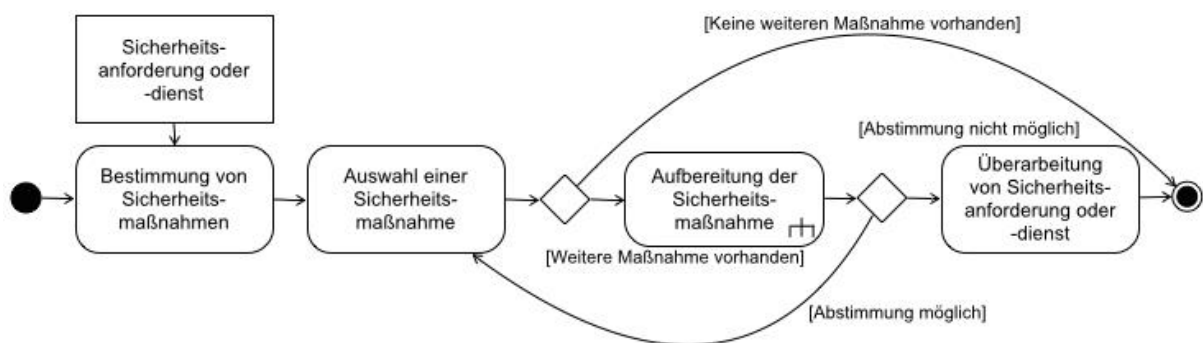 [Keine weiteren Maßnahme vorhanden]
Sicherheits-
anforderung oder
-dienst
[Abstimmung nicht möglich]
Bestimmung von
Sicherheits-
maßnahmen
Auswahl einer
Sicherheits-
maßnahme
Aufbereitung der
Sicherheits-
maßnahme
Überarbeitung
von Sicherheits-
anforderung oder
-dienst
[Weitere Maßnahme vorhanden]
[Abstimmung möglich]